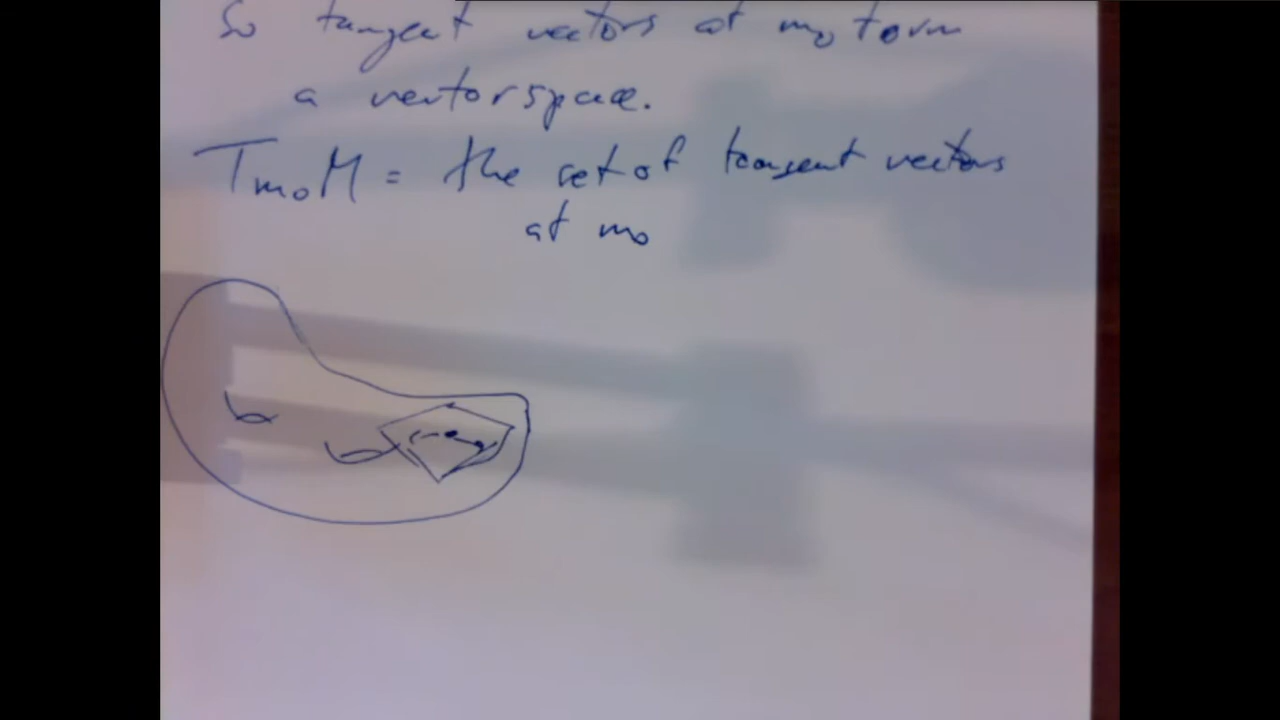 So tangent vectors at m₀ form
a vectorspace.
Tm₀M = the set of tangent vectors
at m₀